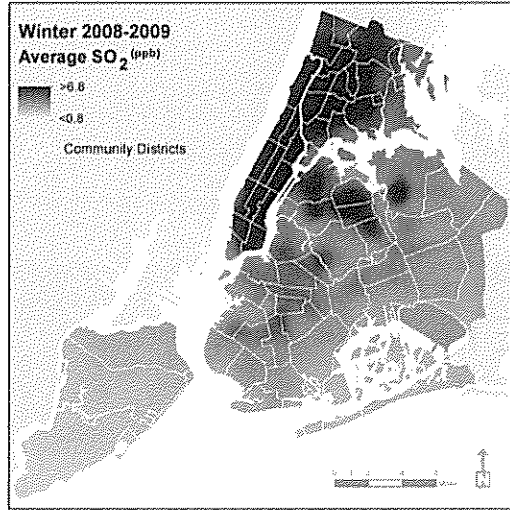 Winter 2008-2009
Average SO2 (ppb)
>6.8
<0.8
Community Districts
N